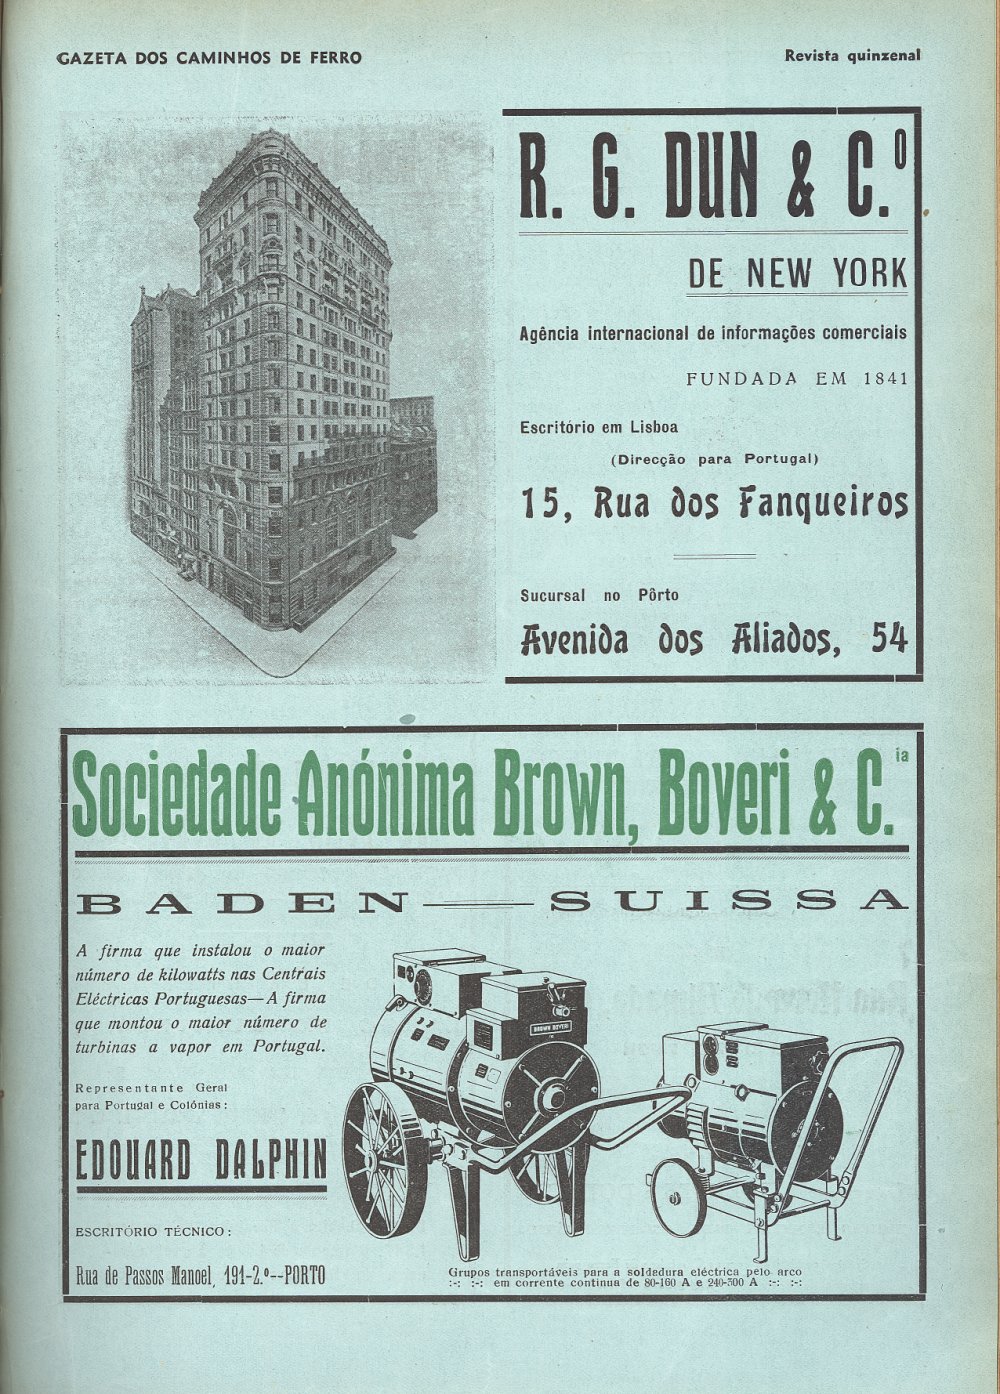 GAZETA DOS CAMINHOS DE FERRO
Revista quinzenal
R. G. DUN & C.º
DE NEW YORK
Agência internacional de informações comerciais
FUNDADA EM 1841
Escritório em Lisboa
(Direcção para Portugal)
15, Rua dos Fanqueiros
Sucursal no Pôrto
Avenida dos Aliados, 54
Sociedade Anónima Brown, Boveri & C.ia
BADEN — SUISSA
A firma que instalou o maior
número de kilowatts nas Centrais
Eléctricas Portuguesas—A firma
que montou o maior número de
turbinas a vapor em Portugal.
Representante Geral
para Portugal e Colónias:
EDOUARD DALPHIN
ESCRITÓRIO TÉCNICO:
Rua de Passos Manoel, 191-2.º--PORTO
BROWN BOVERI
Grupos transportáveis para a soldedura eléctrica pelo arco
:-: :-: em corrente contínua de 80-160 A e 240-300 A :-: :-: